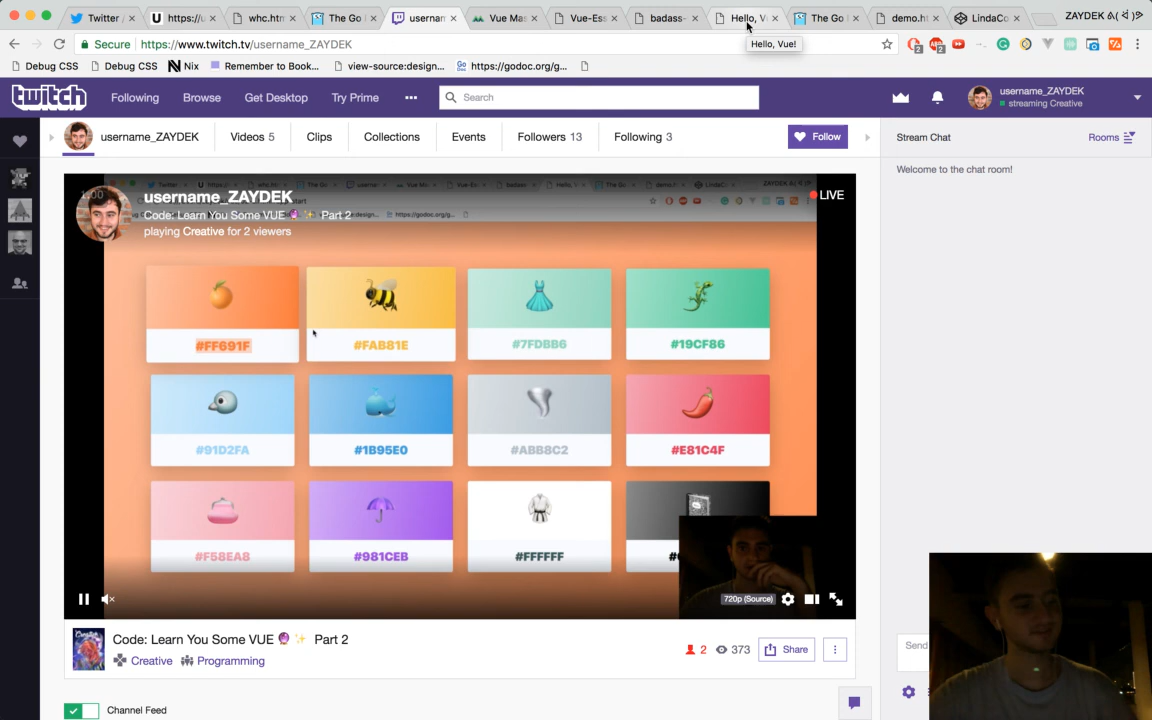 Twitter /
https://u
whc.htm
The Go
usernam
Vue Mas
Vue-Ess
badass-
Hello, Vu
The Go
demo.ht
LindaCo
ZAYDEK
Secure
https://www.twitch.tv/username_ZAYDEK
Hello, Vue!
Debug CSS
Debug CSS
Nix
Remember to Book...
view-source:design...
https://godoc.org/g...
twitch
Following
Browse
Get Desktop
Try Prime
Search
username_ZAYDEK
streaming Creative
username_ZAYDEK
Videos 5
Clips
Collections
Events
Followers 13
Following 3
Follow
Stream Chat
Rooms
Welcome to the chat room!
username_ZAYDEK
Code: Learn You Some VUE 🔮 ✨ Part 2
playing Creative for 2 viewers
LIVE
#FF691F
#FAB81E
#7FDBB6
#19CF86
#91D2FA
#1B95E0
#ABB8C2
#E81C4F
#F58EA8
#981CEB
#FFFFFF
720p (Source)
Code: Learn You Some VUE 🔮 ✨ Part 2
Creative
Programming
2
373
Share
Send
Channel Feed